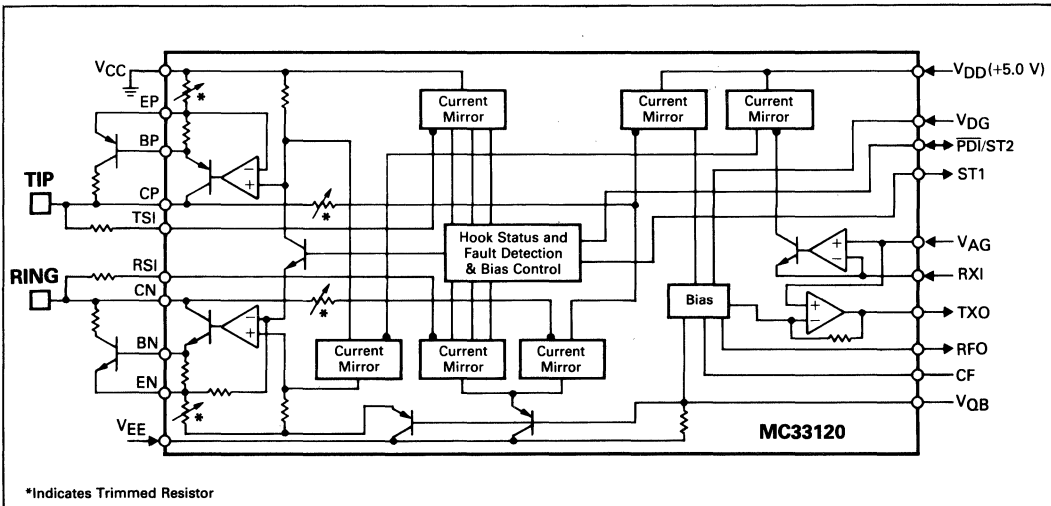 VCC
EP
BP
TIP
CP
TSI
RSI
RING
CN
BN
EN
VEE
*
*
*
*
Current
Mirror
Current
Mirror
Current
Mirror
Hook Status and
Fault Detection
& Bias Control
Bias
Current
Mirror
Current
Mirror
Current
Mirror
− +
− +
+ −
+ −
VDD (+5.0 V)
VDG
PDI/ST2
ST1
VAG
RXI
TXO
RFO
CF
VQB
MC33120
*Indicates Trimmed Resistor